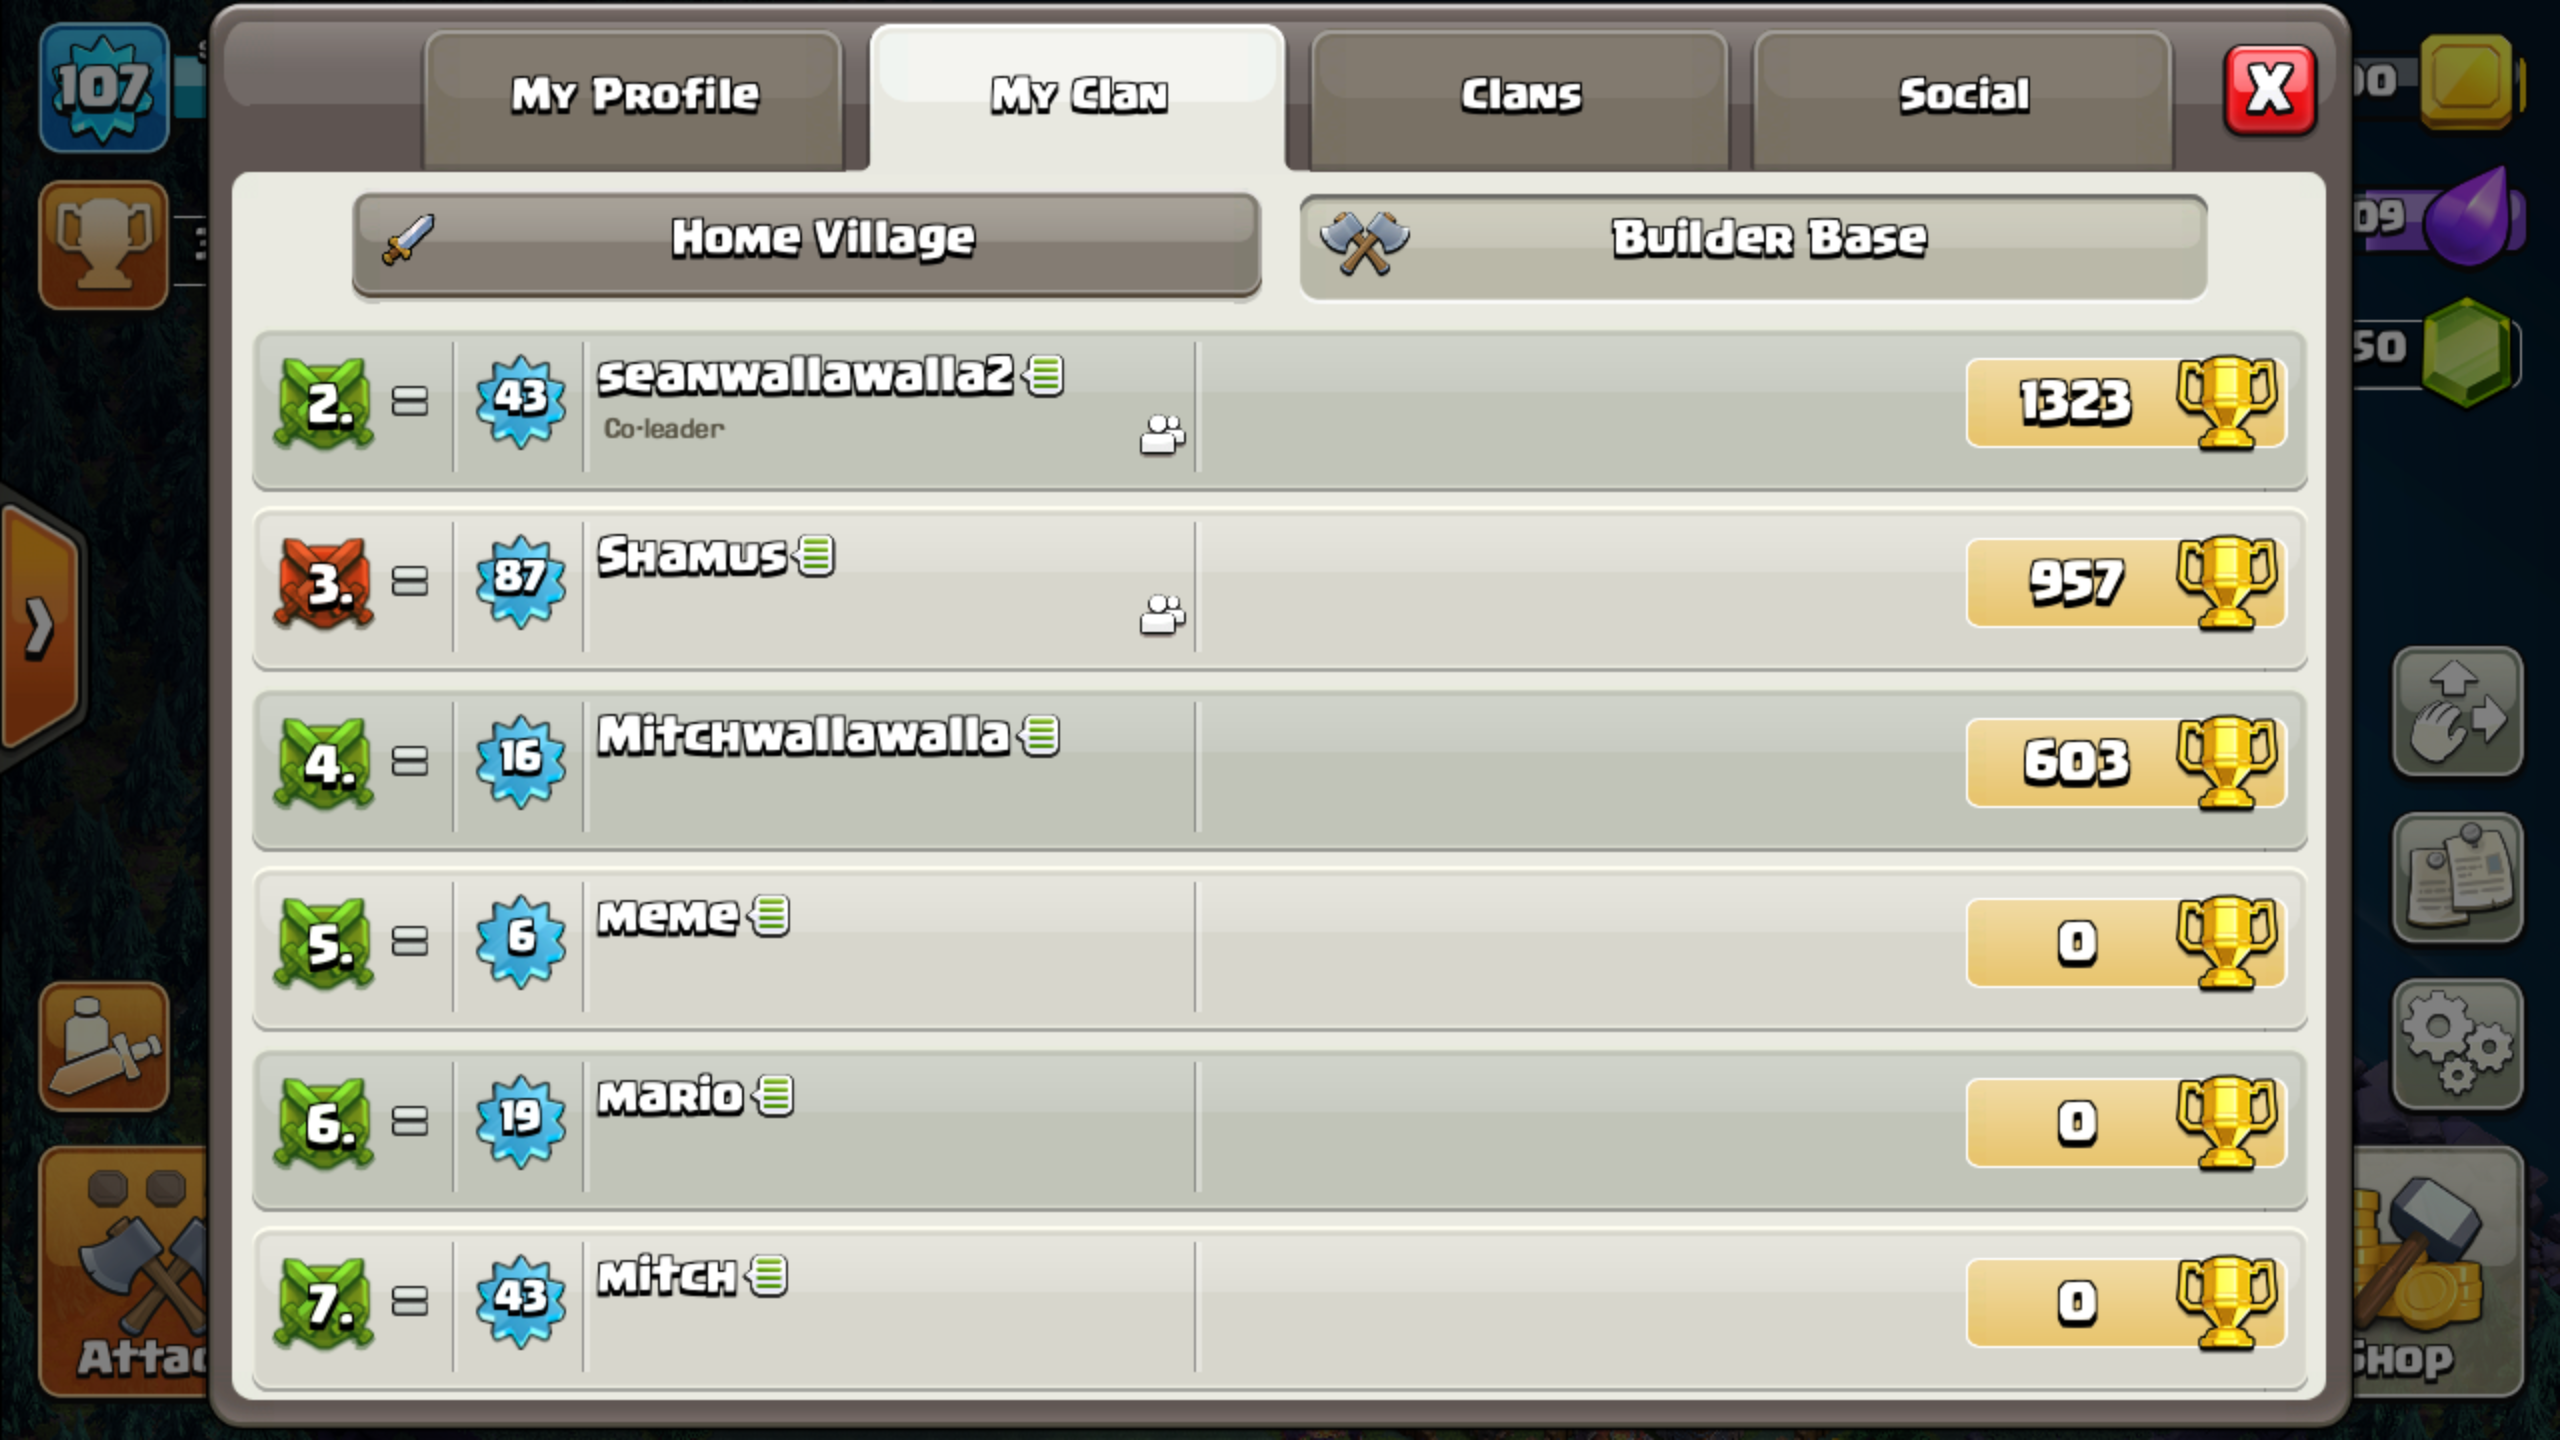 107
My Profile
My Clan
Clans
Social
X
Home Village
Builder Base
2. = 43 seanwallawalla2 1323
Co-leader
3. = 87 Shamus 957
4. = 16 Mitchwallawalla 603
5. = 6 meme 0
6. = 19 mario 0
7. = 43 mitch 0
09
50
Attac
Shop